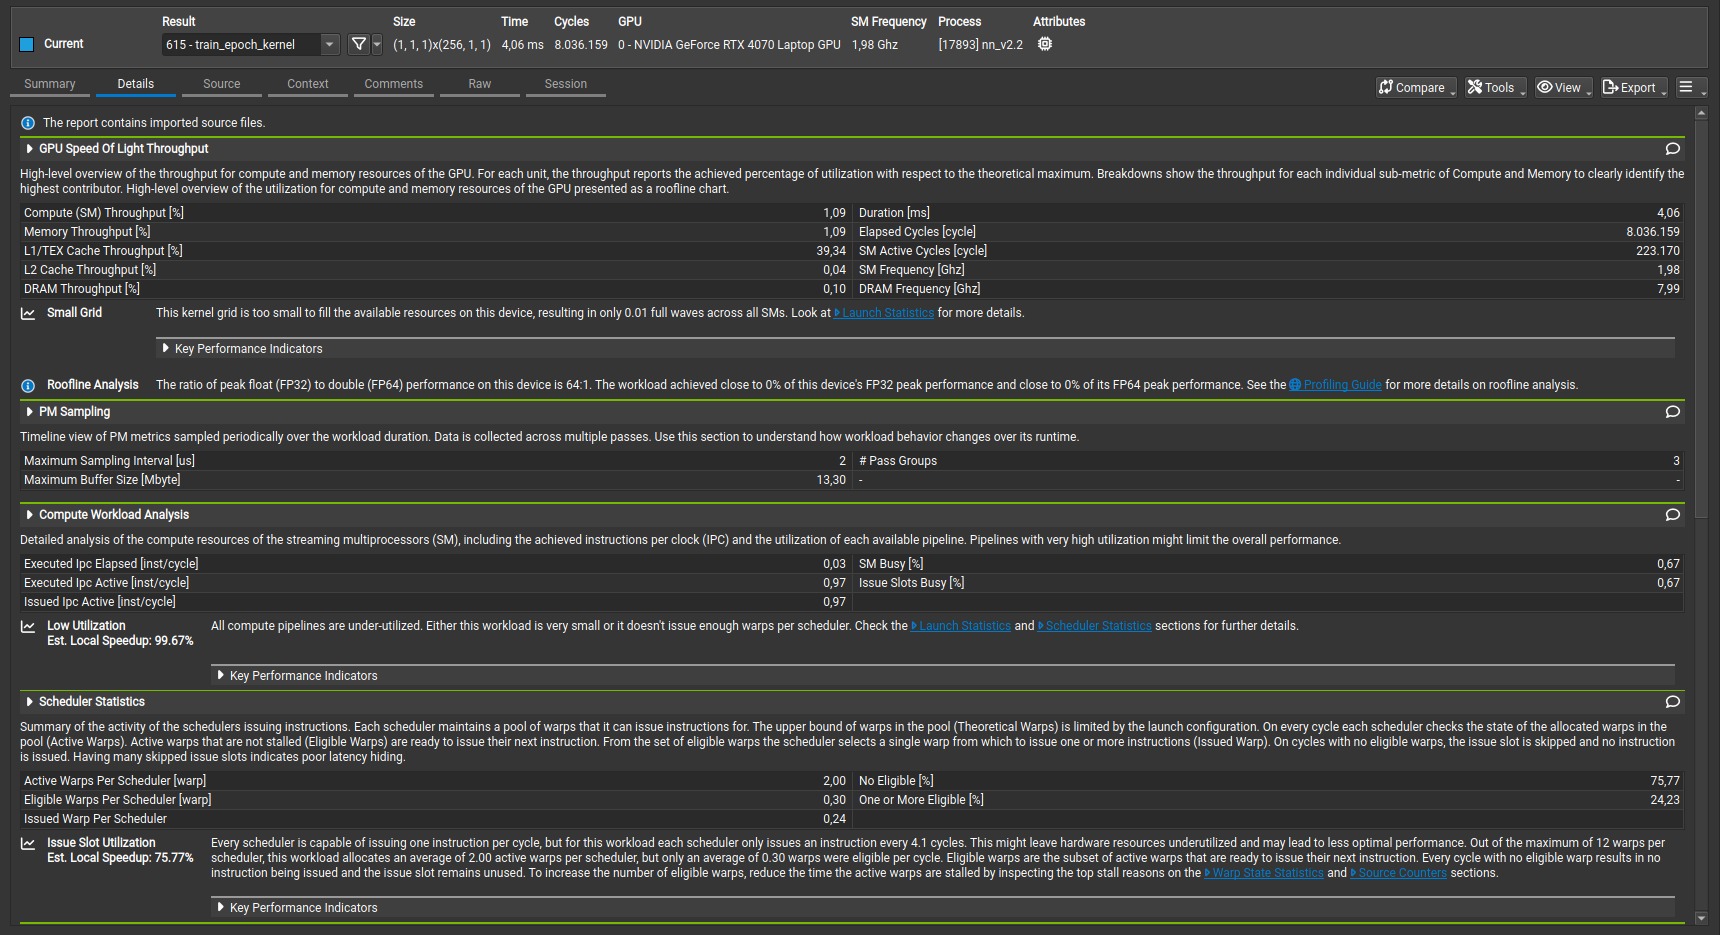 Result Size Time Cycles GPU SM Frequency Process Attributes
Current 615 - train_epoch_kernel (1, 1, 1)x(256, 1, 1) 4,06 ms 8.036.159 0 - NVIDIA GeForce RTX 4070 Laptop GPU 1,98 Ghz [17893] nn_v2.2
Summary Details Source Context Comments Raw Session Compare Tools View Export
The report contains imported source files.
GPU Speed Of Light Throughput
High-level overview of the throughput for compute and memory resources of the GPU. For each unit, the throughput reports the achieved percentage of utilization with respect to the theoretical maximum. Breakdowns show the throughput for each individual sub-metric of Compute and Memory to clearly identify the
highest contributor. High-level overview of the utilization for compute and memory resources of the GPU presented as a roofline chart.
Compute (SM) Throughput [%] 1,09 Duration [ms] 4,06
Memory Throughput [%] 1,09 Elapsed Cycles [cycle] 8.036.159
L1/TEX Cache Throughput [%] 39,34 SM Active Cycles [cycle] 223.170
L2 Cache Throughput [%] 0,04 SM Frequency [Ghz] 1,98
DRAM Throughput [%] 0,10 DRAM Frequency [Ghz] 7,99
Small Grid This kernel grid is too small to fill the available resources on this device, resulting in only 0.01 full waves across all SMs. Look at Launch Statistics for more details.
Key Performance Indicators
Roofline Analysis The ratio of peak float (FP32) to double (FP64) performance on this device is 64:1. The workload achieved close to 0% of this device's FP32 peak performance and close to 0% of its FP64 peak performance. See the Profiling Guide for more details on roofline analysis.
PM Sampling
Timeline view of PM metrics sampled periodically over the workload duration. Data is collected across multiple passes. Use this section to understand how workload behavior changes over its runtime.
Maximum Sampling Interval [us] 2 # Pass Groups 3
Maximum Buffer Size [Mbyte] 13,30 - -
Compute Workload Analysis
Detailed analysis of the compute resources of the streaming multiprocessors (SM), including the achieved instructions per clock (IPC) and the utilization of each available pipeline. Pipelines with very high utilization might limit the overall performance.
Executed Ipc Elapsed [inst/cycle] 0,03 SM Busy [%] 0,67
Executed Ipc Active [inst/cycle] 0,97 Issue Slots Busy [%] 0,67
Issued Ipc Active [inst/cycle] 0,97
Low Utilization All compute pipelines are under-utilized. Either this workload is very small or it doesn't issue enough warps per scheduler. Check the Launch Statistics and Scheduler Statistics sections for further details.
Est. Local Speedup: 99.67%
Key Performance Indicators
Scheduler Statistics
Summary of the activity of the schedulers issuing instructions. Each scheduler maintains a pool of warps that it can issue instructions for. The upper bound of warps in the pool (Theoretical Warps) is limited by the launch configuration. On every cycle each scheduler checks the state of the allocated warps in the
pool (Active Warps). Active warps that are not stalled (Eligible Warps) are ready to issue their next instruction. From the set of eligible warps the scheduler selects a single warp from which to issue one or more instructions (Issued Warp). On cycles with no eligible warps, the issue slot is skipped and no instruction
is issued. Having many skipped issue slots indicates poor latency hiding.
Active Warps Per Scheduler [warp] 2,00 No Eligible [%] 75,77
Eligible Warps Per Scheduler [warp] 0,30 One or More Eligible [%] 24,23
Issued Warp Per Scheduler 0,24
Issue Slot Utilization Every scheduler is capable of issuing one instruction per cycle, but for this workload each scheduler only issues an instruction every 4.1 cycles. This might leave hardware resources underutilized and may lead to less optimal performance. Out of the maximum of 12 warps per
Est. Local Speedup: 75.77% scheduler, this workload allocates an average of 2.00 active warps per scheduler, but only an average of 0.30 warps were eligible per cycle. Eligible warps are the subset of active warps that are ready to issue their next instruction. Every cycle with no eligible warp results in no
instruction being issued and the issue slot remains unused. To increase the number of eligible warps, reduce the time the active warps are stalled by inspecting the top stall reasons on the Warp State Statistics and Source Counters sections.
Key Performance Indicators